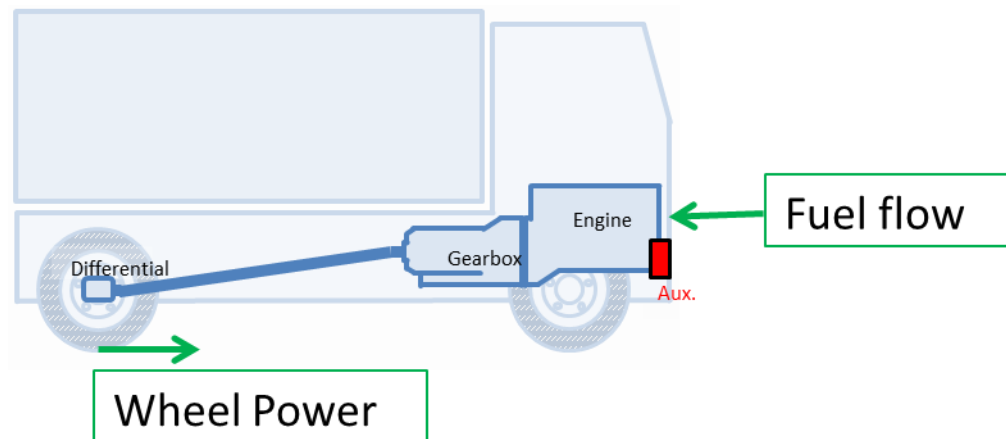 Engine
Fuel flow
Gearbox
Differential
Aux.
Wheel Power